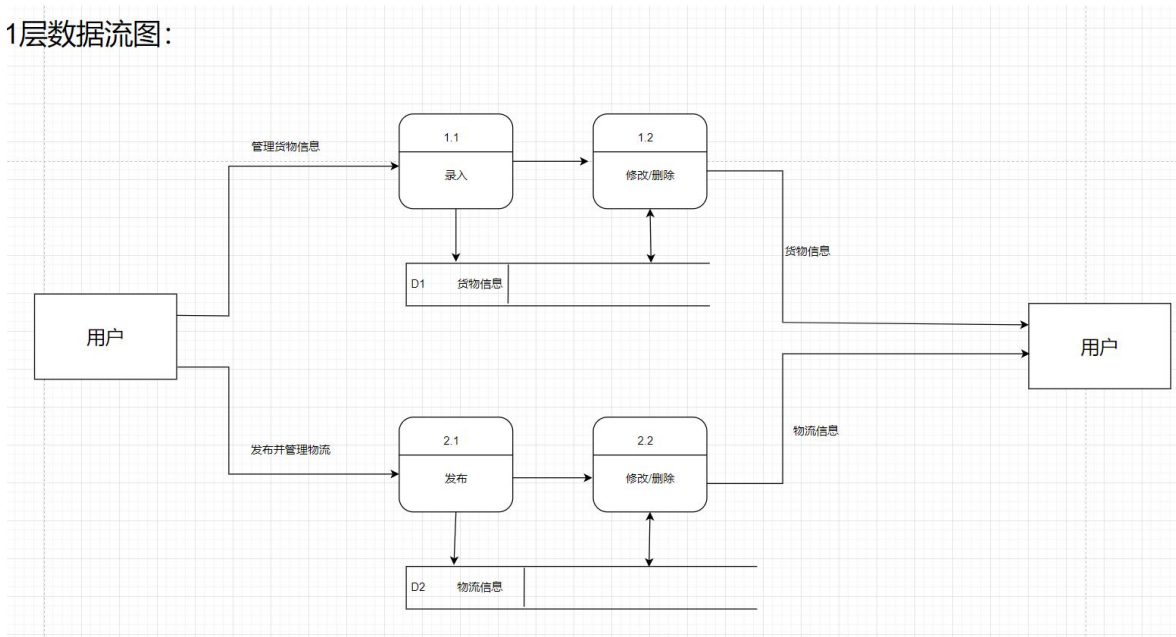 1层数据流图：
管理货物信息
1.1
录入
1.2
修改/删除
货物信息
D1 货物信息
用户
用户
发布并管理物流
2.1
发布
2.2
修改/删除
物流信息
D2 物流信息